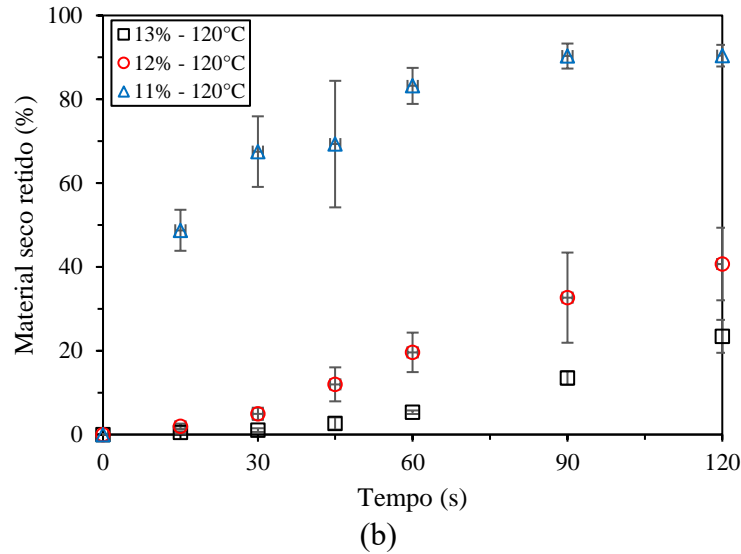 100
80
60
40
20
0
Material seco retido (%)
13% - 120°C
12% - 120°C
11% - 120°C
0 30 60 90 120
Tempo (s)
(b)